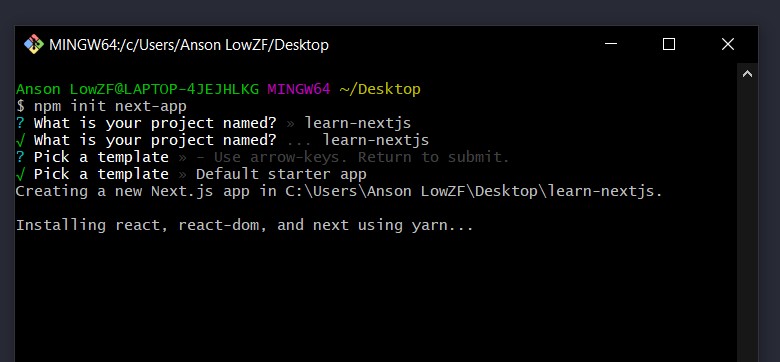 MINGW64:/c/Users/Anson LowZF/Desktop
Anson LowZF@LAPTOP-4JEJHLKG MINGW64 ~/Desktop
$ npm init next-app
? What is your project named? » learn-nextjs
√ What is your project named? ... learn-nextjs
? Pick a template » - Use arrow-keys. Return to submit.
√ Pick a template » Default starter app
Creating a new Next.js app in C:\Users\Anson LowZF\Desktop\learn-nextjs.
Installing react, react-dom, and next using yarn...